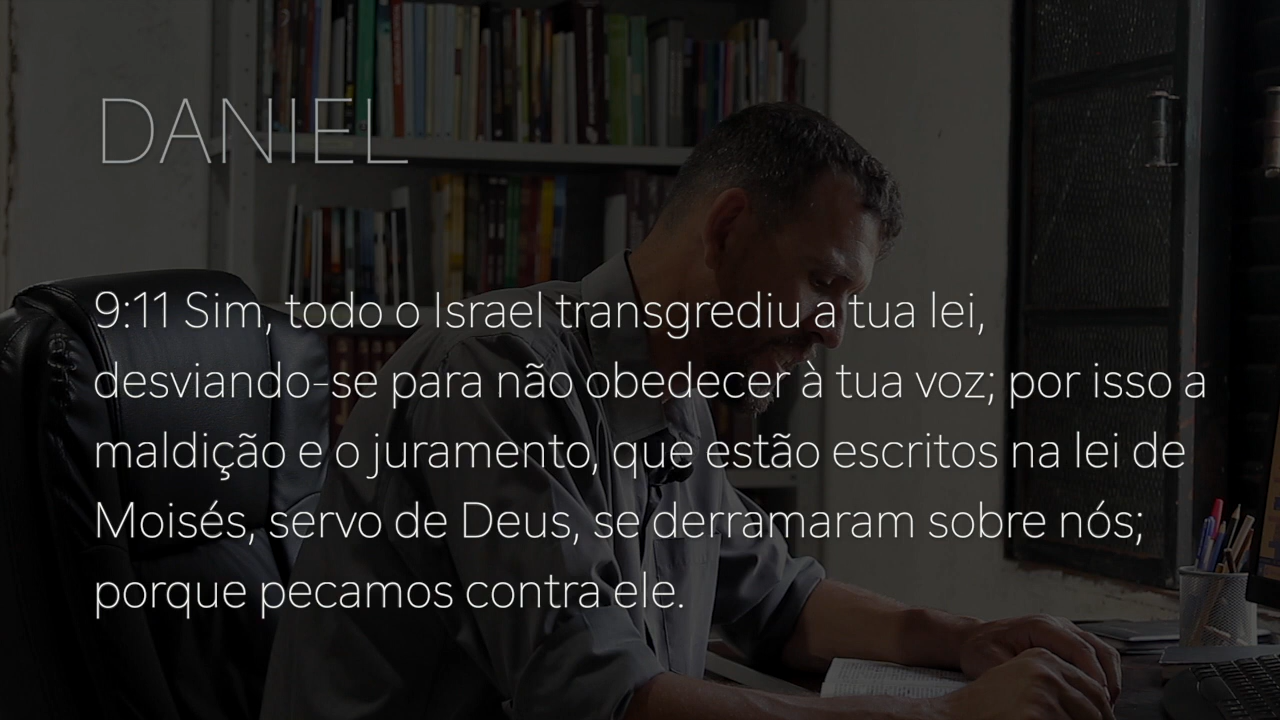 DANIEL
9:11 Sim, todo o Israel transgrediu a tua lei,
desviando-se para não obedecer à tua voz; por isso a
maldição e o juramento, que estão escritos na lei de
Moisés, servo de Deus, se derramaram sobre nós;
porque pecamos contra ele.